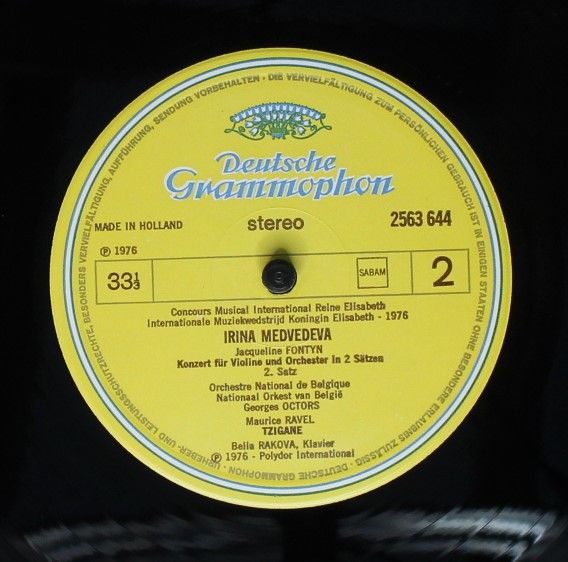 URHEBER- UND LEISTUNGSSCHUTZRECHTE, BESONDERS VERVIELFÄLTIGUNG, AUFFÜHRUNG, SENDUNG VORBEHALTEN · DIE VERVIELFÄLTIGUNG ZUM PERSÖNLICHEN GEBRAUCH IST IN EINIGEN STAATEN OHNE BESONDERE ERLAUBNIS ZULÄSSIG · DEUTSCHE GRAMMOPHON ·
Deutsche
Grammophon
MADE IN HOLLAND
stereo
2563 644
℗ 1976
33⅓
SABAM
2
Concours Musical International Reine Elisabeth
Internationale Muziekwedstrijd Koningin Elisabeth - 1976
IRINA MEDVEDEVA
Jacqueline FONTYN
Konzert für Violine und Orchester in 2 Sätzen
2. Satz
Orchestre National de Belgique
Nationaal Orkest van België
Georges OCTORS
Maurice RAVEL
TZIGANE
Bella RAKOVA, Klavier
℗ 1976 - Polydor International